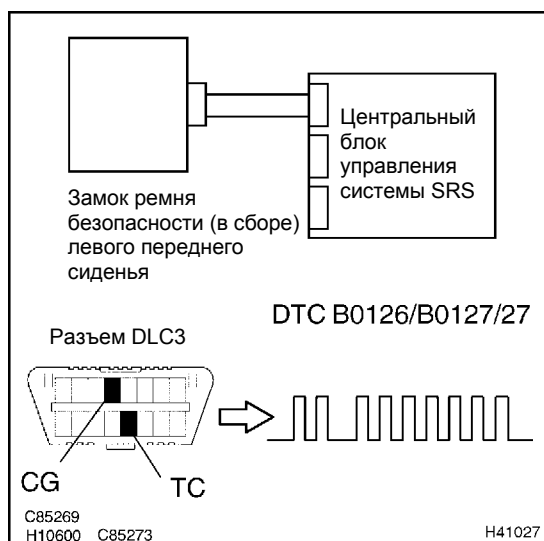 Центральный
блок
управления
системы SRS
Замок ремня
безопасности (в сборе)
левого переднего
сиденья
DTC B0126/B0127/27
Разъем DLC3
CG
TC
C85269
H10600 C85273
H41027